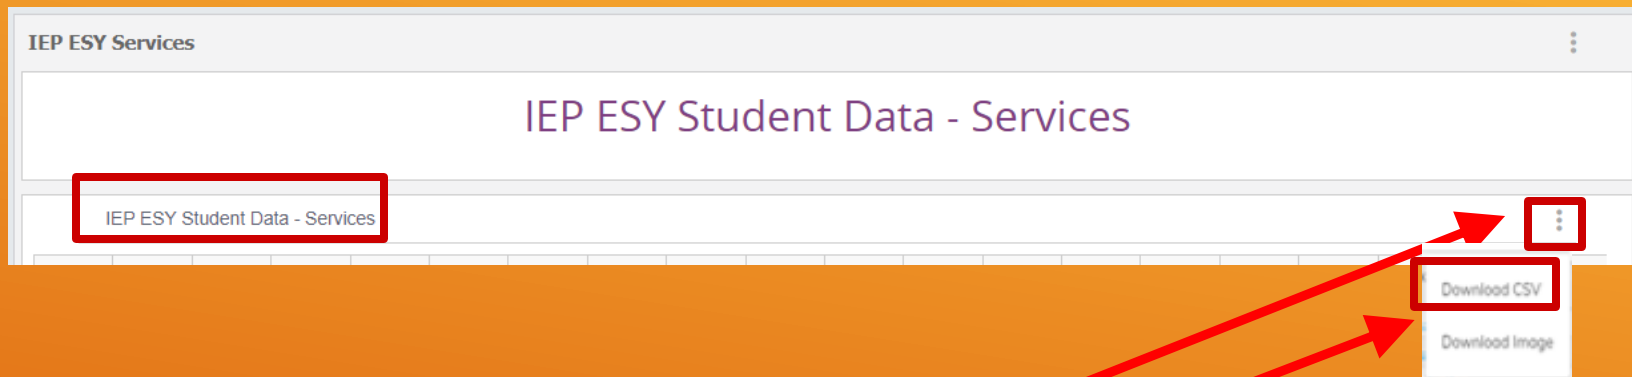 IEP ESY Services
IEP ESY Student Data - Services
IEP ESY Student Data - Services
Download CSV
Download Image